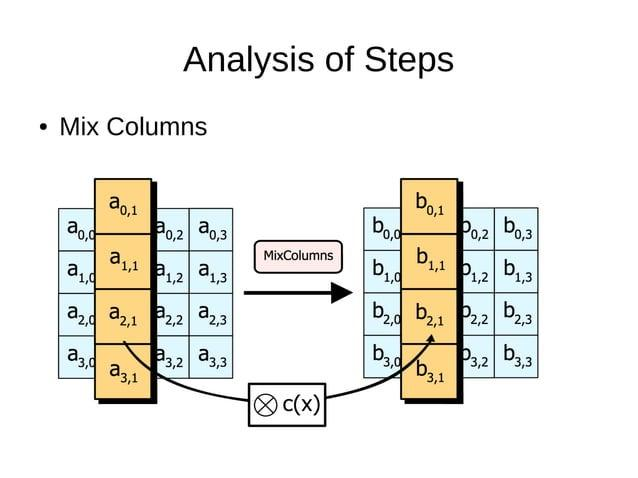 Analysis of Steps
• Mix Columns
a0,1 b0,1
a0,0 a0,2 a0,3 b0,0 b0,2 b0,3
a1,1 MixColumns b1,1
a1,0 a1,2 a1,3 b1,0 b1,2 b1,3
a2,0 a2,1 a2,2 a2,3 b2,0 b2,1 b2,2 b2,3
a3,0 a3,2 a3,3 b3,0 b3,2 b3,3
a3,1 b3,1
⊗ c(x)